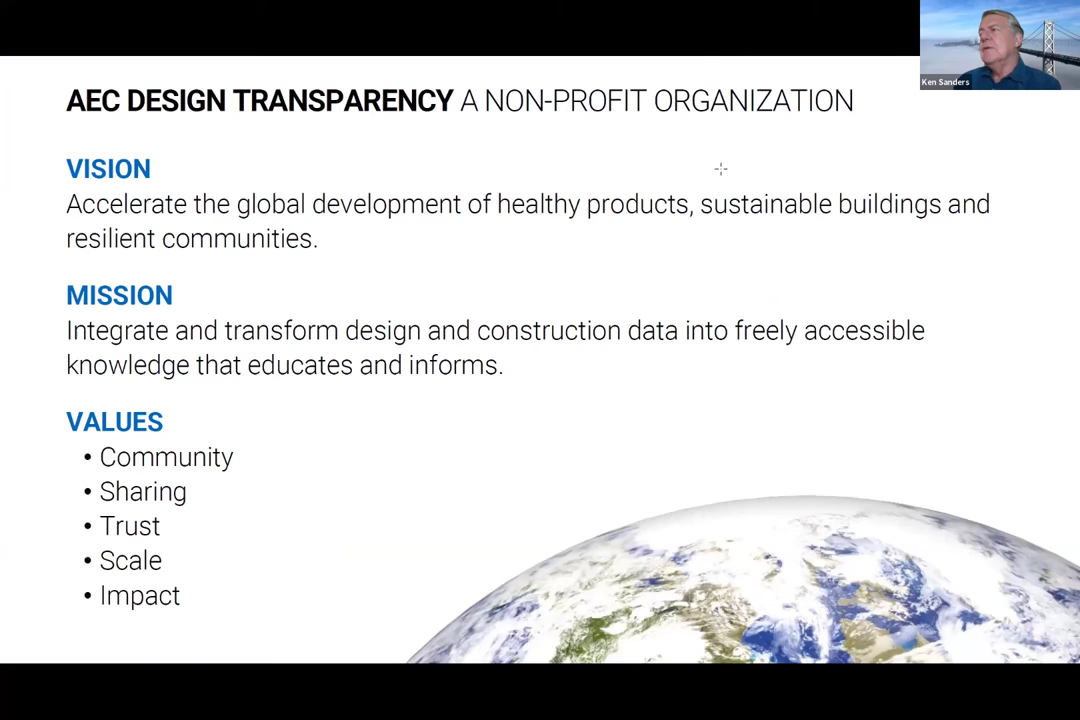 AEC DESIGN TRANSPARENCY A NON-PROFIT ORGANIZATION
Ken Sanders
VISION
Accelerate the global development of healthy products, sustainable buildings and
resilient communities.
MISSION
Integrate and transform design and construction data into freely accessible
knowledge that educates and informs.
VALUES
• Community
• Sharing
• Trust
• Scale
• Impact